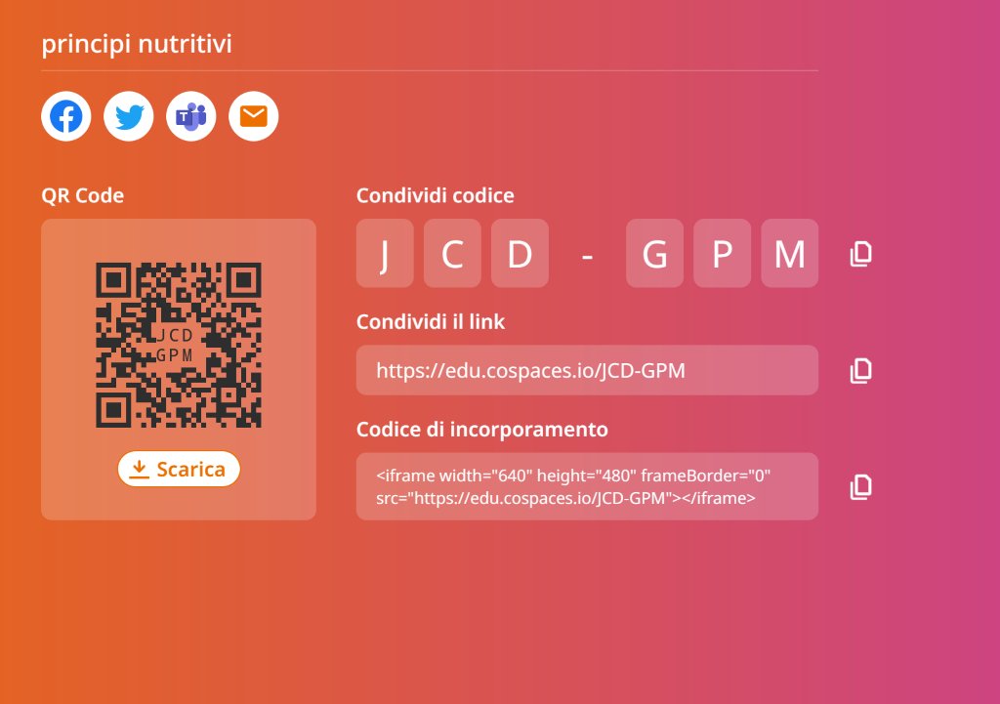 principi nutritivi
QR Code
JCD
GPM
Scarica
Condividi codice
J C D - G P M
Condividi il link
https://edu.cospaces.io/JCD-GPM
Codice di incorporamento
<iframe width="640" height="480" frameBorder="0"
src="https://edu.cospaces.io/JCD-GPM"></iframe>